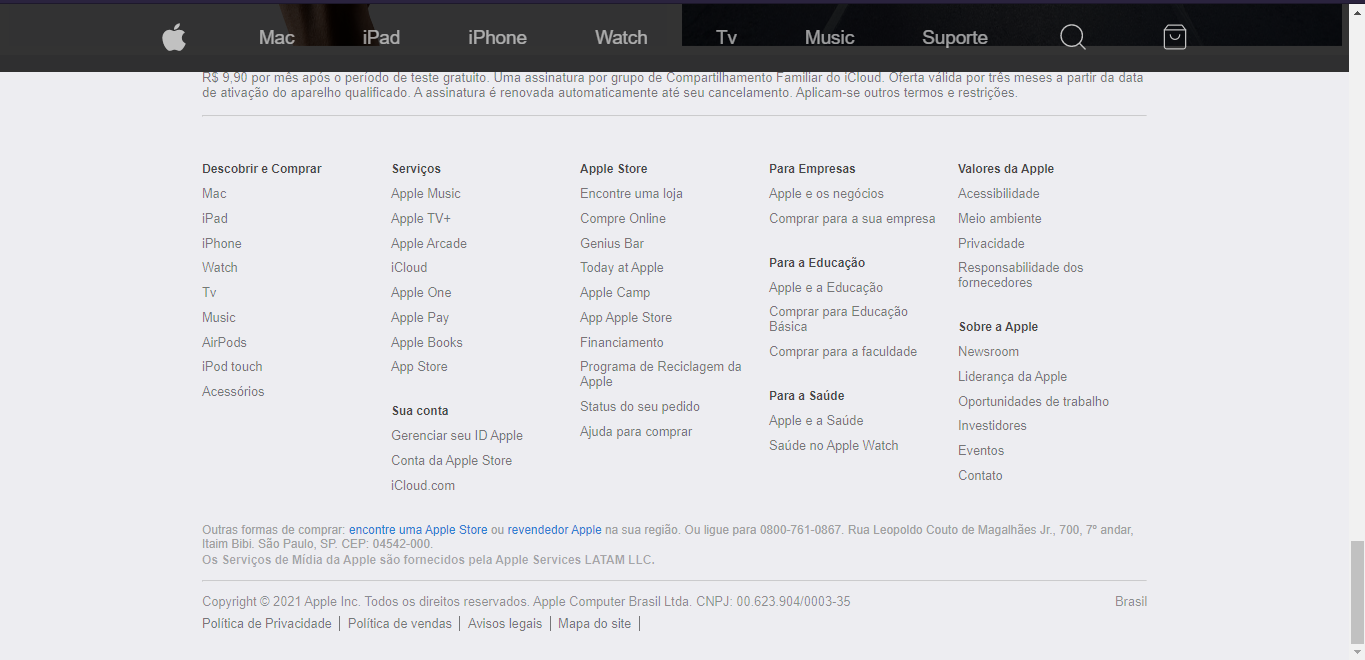 Mac iPad iPhone Watch Tv Music Suporte
R$ 9,90 por mês após o período de teste gratuito. Uma assinatura por grupo de Compartilhamento Familiar do iCloud. Oferta válida por três meses a partir da data
de ativação do aparelho qualificado. A assinatura é renovada automaticamente até seu cancelamento. Aplicam-se outros termos e restrições.
Descobrir e Comprar
Mac
iPad
iPhone
Watch
Tv
Music
AirPods
iPod touch
Acessórios
Serviços
Apple Music
Apple TV+
Apple Arcade
iCloud
Apple One
Apple Pay
Apple Books
App Store
Sua conta
Gerenciar seu ID Apple
Conta da Apple Store
iCloud.com
Apple Store
Encontre uma loja
Compre Online
Genius Bar
Today at Apple
Apple Camp
App Apple Store
Financiamento
Programa de Reciclagem da
Apple
Status do seu pedido
Ajuda para comprar
Para Empresas
Apple e os negócios
Comprar para a sua empresa
Para a Educação
Apple e a Educação
Comprar para Educação
Básica
Comprar para a faculdade
Para a Saúde
Apple e a Saúde
Saúde no Apple Watch
Valores da Apple
Acessibilidade
Meio ambiente
Privacidade
Responsabilidade dos
fornecedores
Sobre a Apple
Newsroom
Liderança da Apple
Oportunidades de trabalho
Investidores
Eventos
Contato
Outras formas de comprar: encontre uma Apple Store ou revendedor Apple na sua região. Ou ligue para 0800-761-0867. Rua Leopoldo Couto de Magalhães Jr., 700, 7º andar,
Itaim Bibi. São Paulo, SP. CEP: 04542-000.
Os Serviços de Mídia da Apple são fornecidos pela Apple Services LATAM LLC.
Copyright © 2021 Apple Inc. Todos os direitos reservados. Apple Computer Brasil Ltda. CNPJ: 00.623.904/0003-35 Brasil
Política de Privacidade | Política de vendas | Avisos legais | Mapa do site |